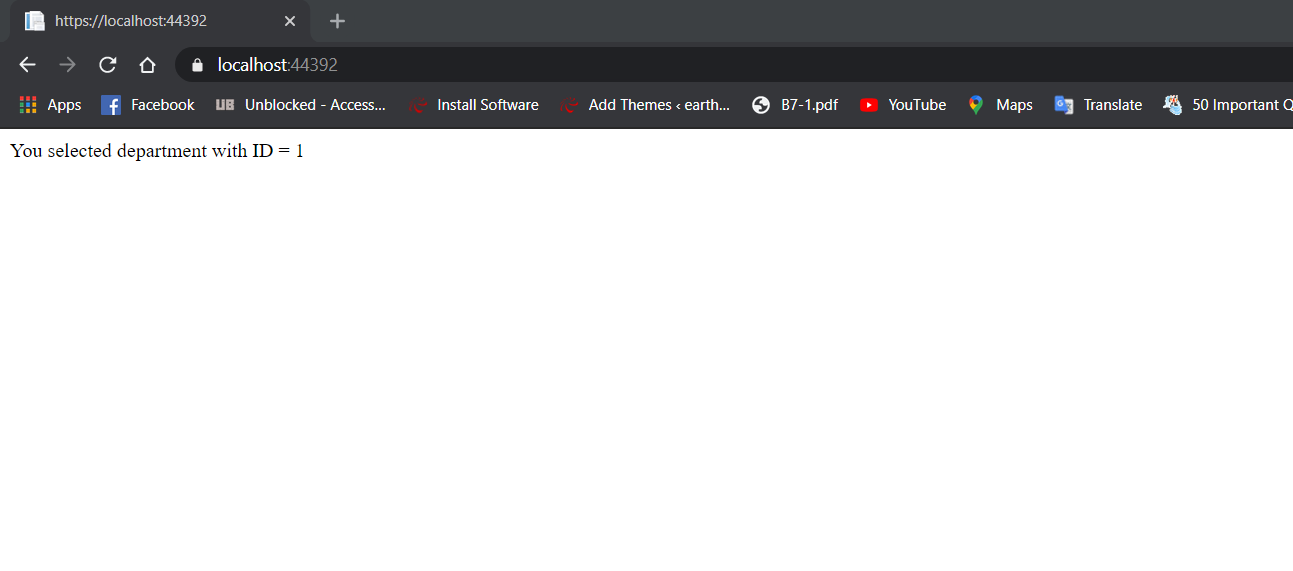 https://localhost:44392
localhost:44392
Apps Facebook UB Unblocked - Access... Install Software Add Themes ‹ earth... B7-1.pdf YouTube Maps Translate 50 Important Q
You selected department with ID = 1